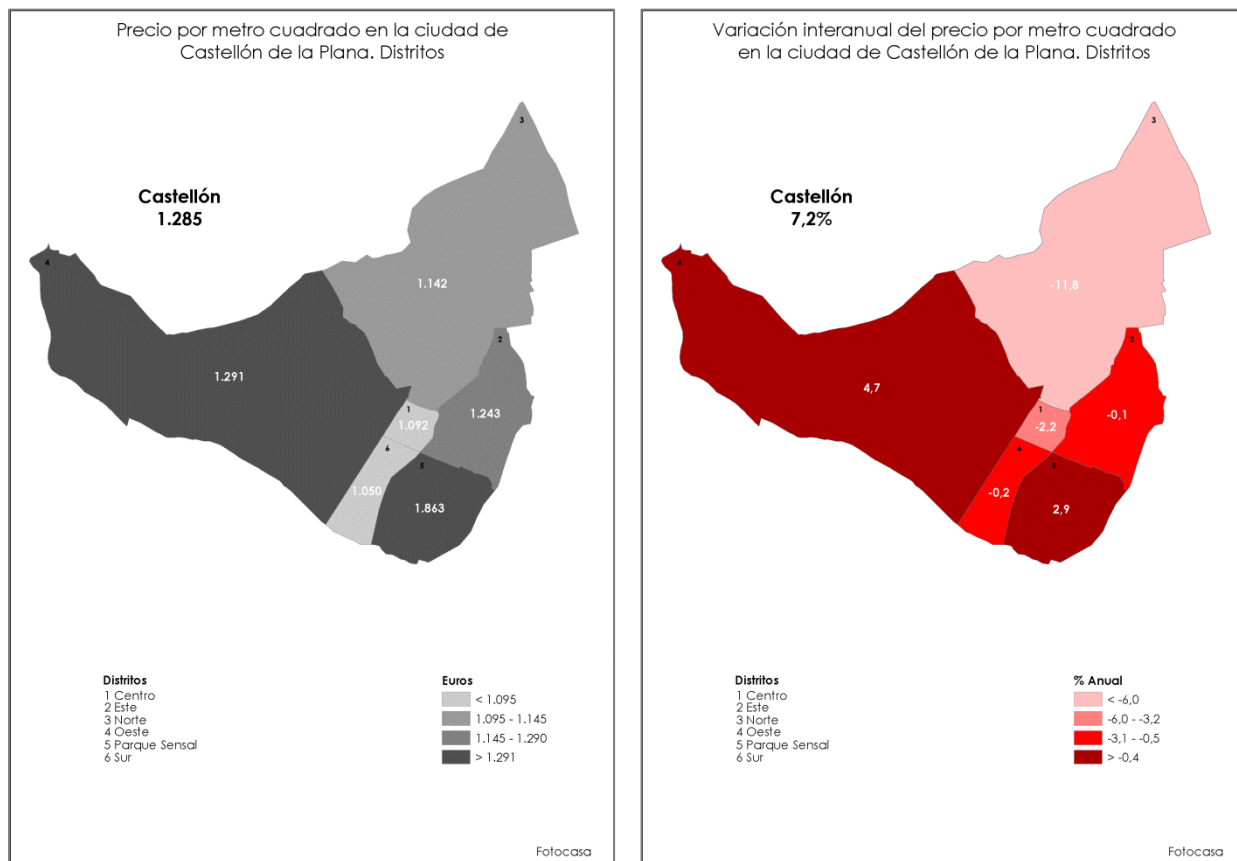 Precio por metro cuadrado en la ciudad de
Castellón de la Plana. Distritos
3
Castellón
1.285
4
1.142
2
1.291
1
1.243
1.092
6
5
1.050
1.863
Distritos
1 Centro
2 Este
3 Norte
4 Oeste
5 Parque Sensal
6 Sur
Euros
< 1.095
1.095 - 1.145
1.145 - 1.290
> 1.291
Fotocasa
Variación interanual del precio por metro cuadrado
en la ciudad de Castellón de la Plana. Distritos
3
Castellón
7,2%
4
-11,8
2
4,7
1
-0,1
-2,2
6
5
-0,2
2,9
Distritos
1 Centro
2 Este
3 Norte
4 Oeste
5 Parque Sensal
6 Sur
% Anual
< -6,0
-6,0 - -3,2
-3,1 - -0,5
> -0,4
Fotocasa